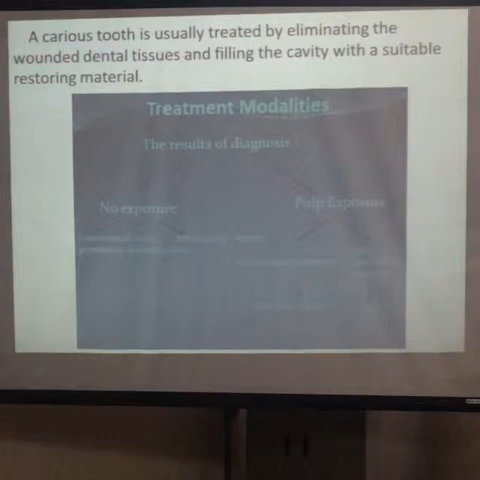 A carious tooth is usually treated by eliminating the
wounded dental tissues and filling the cavity with a suitable
restoring material.
Treatment Modalities
The results of diagnosis
No exposure
Pulp Exposure